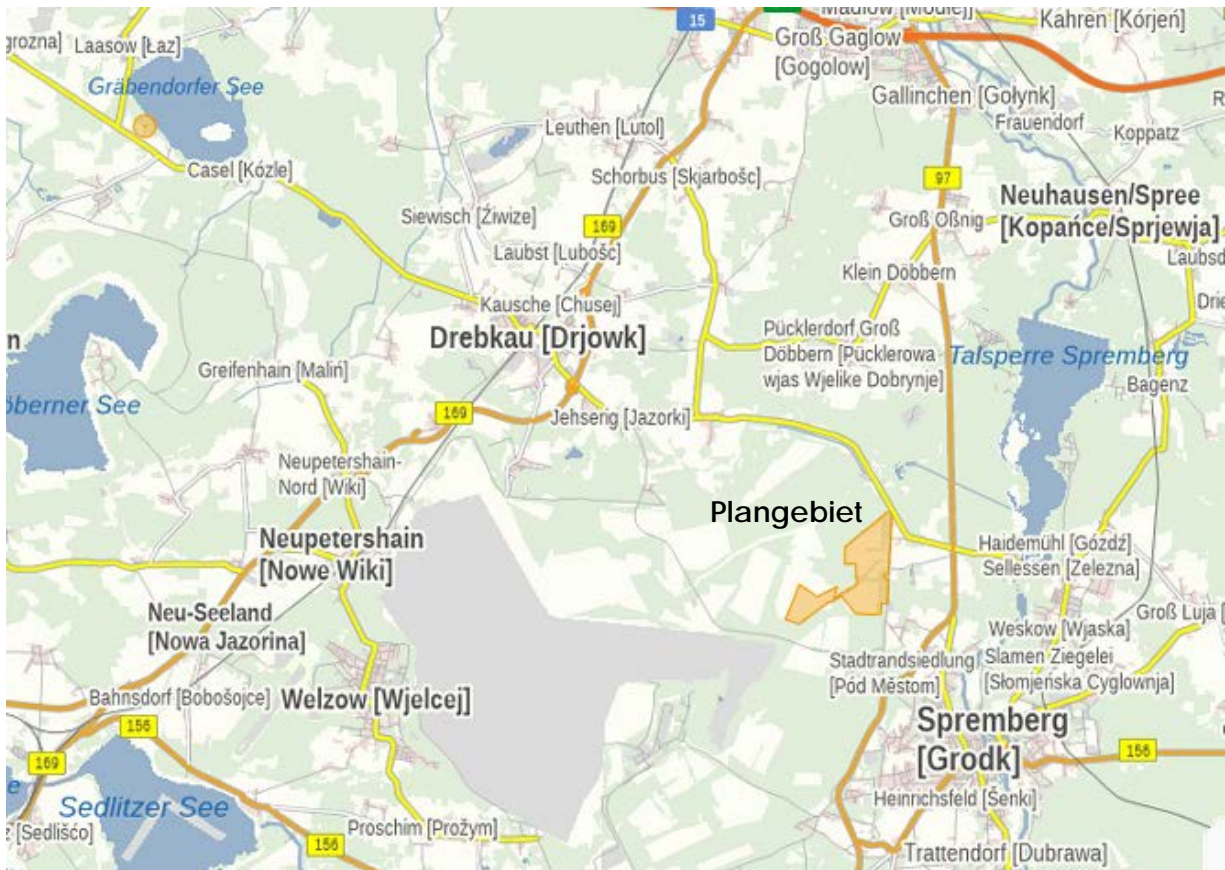 Madlow [Modłej]
15
Kahren [Kórjeń]
grozna]
Laasow [Łaz]
Groß Gaglow
[Gogolow]
Gräbendorfer See
Gallinchen [Gołynk]
Frauendorf
Koppatz
Leuthen [Lutol]
Casel [Kózle]
Schorbus [Skjarbošc]
97
Neuhausen/Spree
[Kopańce/Sprjewja]
Siewisch [Źiwize]
169
Groß Oßnig
Laubst [Lubošc]
Laubsd
Klein Döbbern
Kausche [Chusej]
Drie
Drebkau [Drjowk]
Pücklerdorf Groß
Döbbern [Pücklerowa
wjas Wjelike Dobrynje]
Talsperre Spremberg
n
Greifenhain [Maliń]
Bagenz
öberner See
169
Jehserig [Jazorki]
Neupetershain-
Nord [Wiki]
Plangebiet
Neupetershain
[Nowe Wiki]
Haidemühl [Gózdź]
Sellessen [Zelezna]
Neu-Seeland
[Nowa Jazorina]
Groß Luja [
Weskow [Wjaska]
Stadtrandsiedlung
[Pód Městom]
Slamen Ziegelei
[Słomjeńska Cyglownja]
Bahnsdorf [Bobošojce]
Welzow [Wjelcej]
156
Spremberg
[Grodk]
156
169
e
Sedlitzer See
Heinrichsfeld [Šenki]
z [Sedlišćo]
Proschim [Prožym]
156
Trattendorf [Dubrawa]